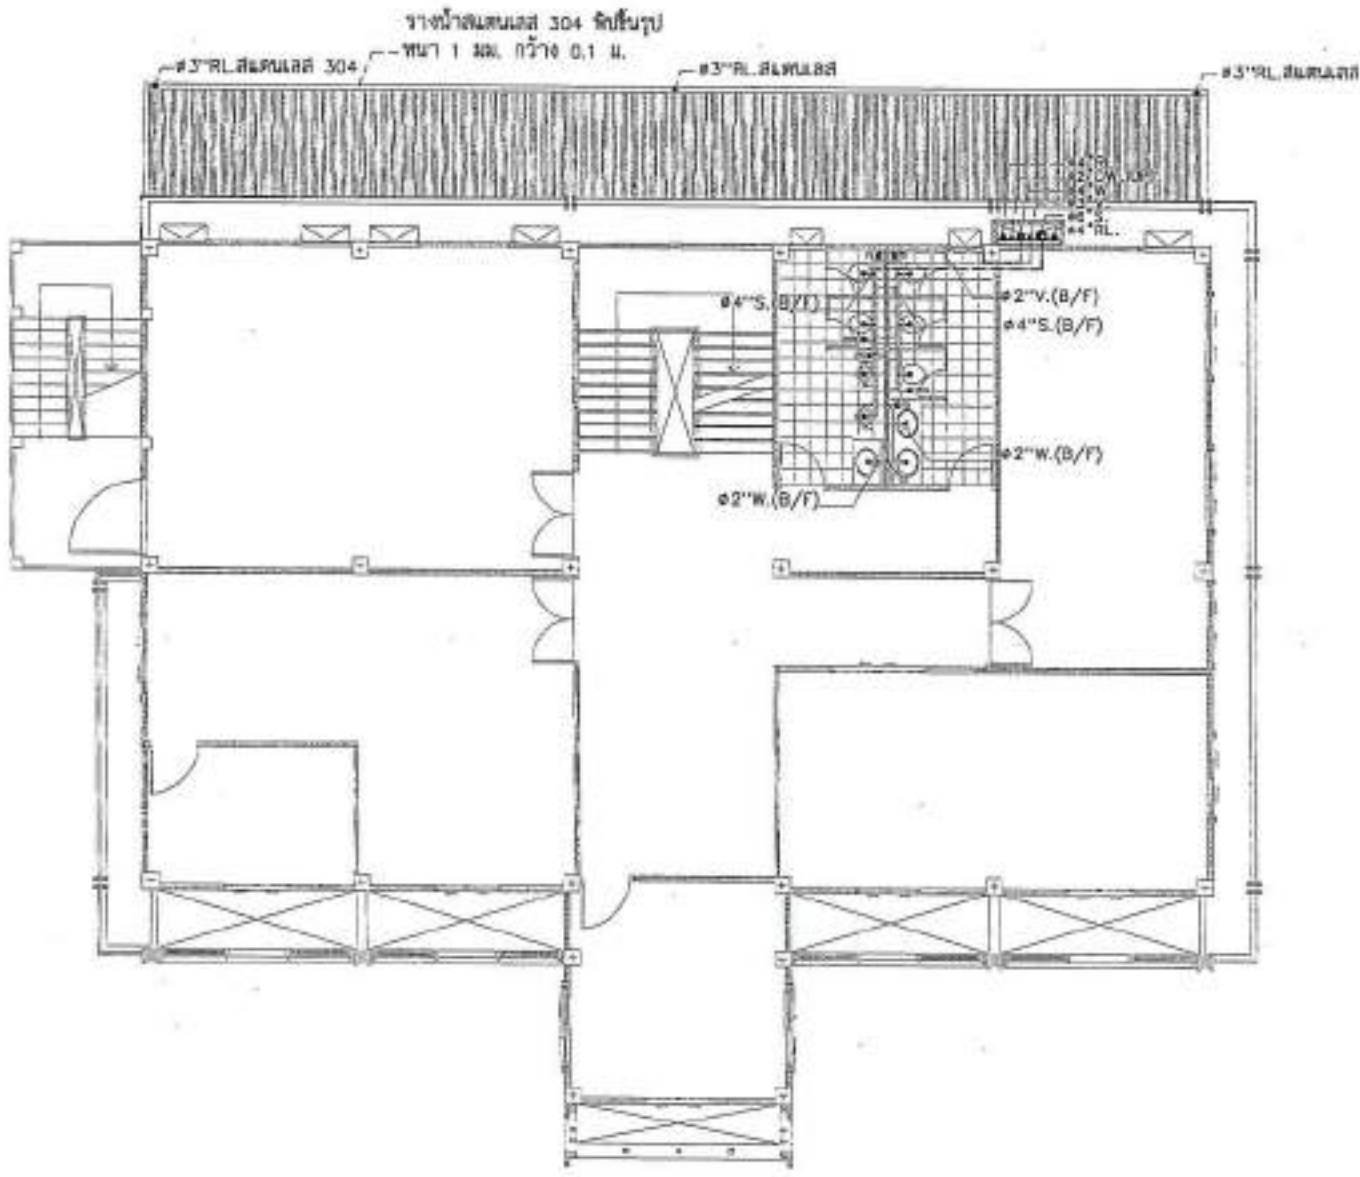 รางน้ำสแตนเลส 304 พับขึ้นรูป
หนา 1 มม. กว้าง 0.1 ม.
ø3"RL.สแตนเลส 304
ø3"RL.สแตนเลส
ø3"RL.สแตนเลส
ø4"RL.
ø4"S.(B/F)
ø2"V.(B/F)
ø4"S.(B/F)
ø2"W.(B/F)
ø2"W.(B/F)